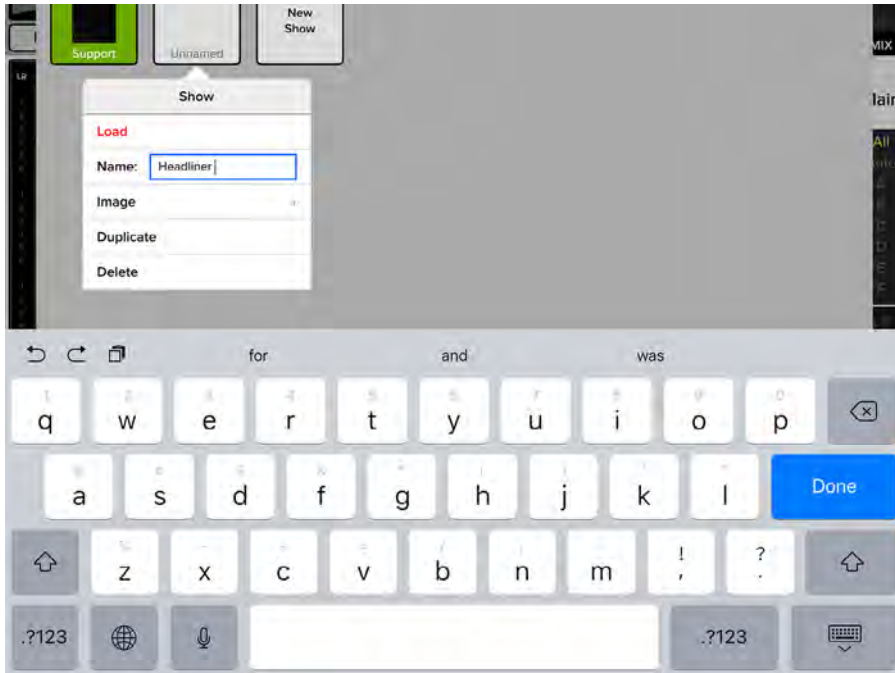 New
Show
Support
Unnamed
MIX
LR
Show
lair
Load
All
Name: Headliner
Image
Duplicate
Delete
for and was
q w e r t y u i o p
a s d f g h j k l Done
z x c v b n m ! , ? .
.?123 .?123